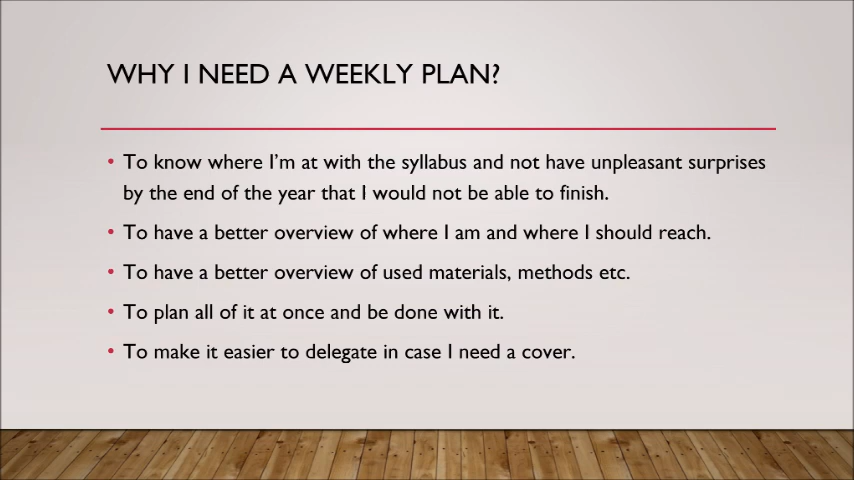 WHY I NEED A WEEKLY PLAN?
• To know where I'm at with the syllabus and not have unpleasant surprises
by the end of the year that I would not be able to finish.
• To have a better overview of where I am and where I should reach.
• To have a better overview of used materials, methods etc.
• To plan all of it at once and be done with it.
• To make it easier to delegate in case I need a cover.